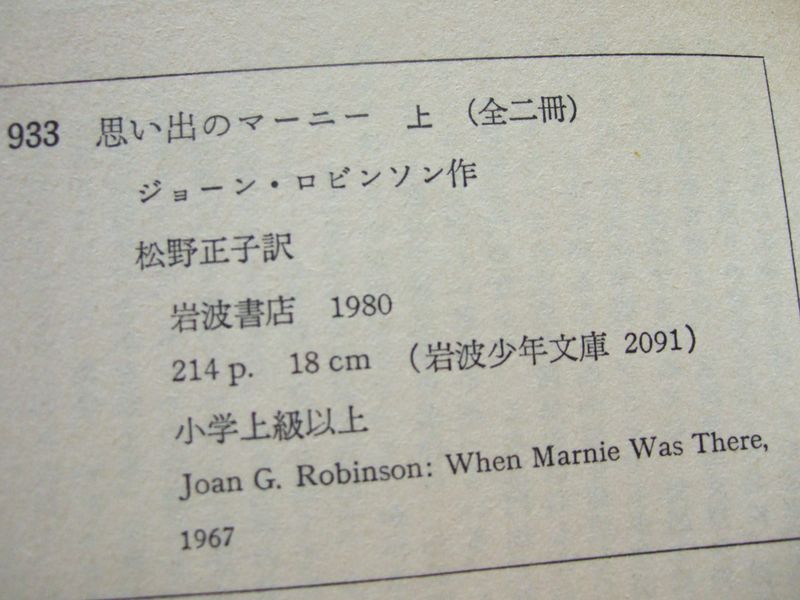 933 思い出のマーニー 上 (全二冊)
ジョーン・ロビンソン作
松野正子訳
岩波書店 1980
214 p. 18 cm (岩波少年文庫 2091)
小学上級以上
Joan G. Robinson: When Marnie Was There,
1967